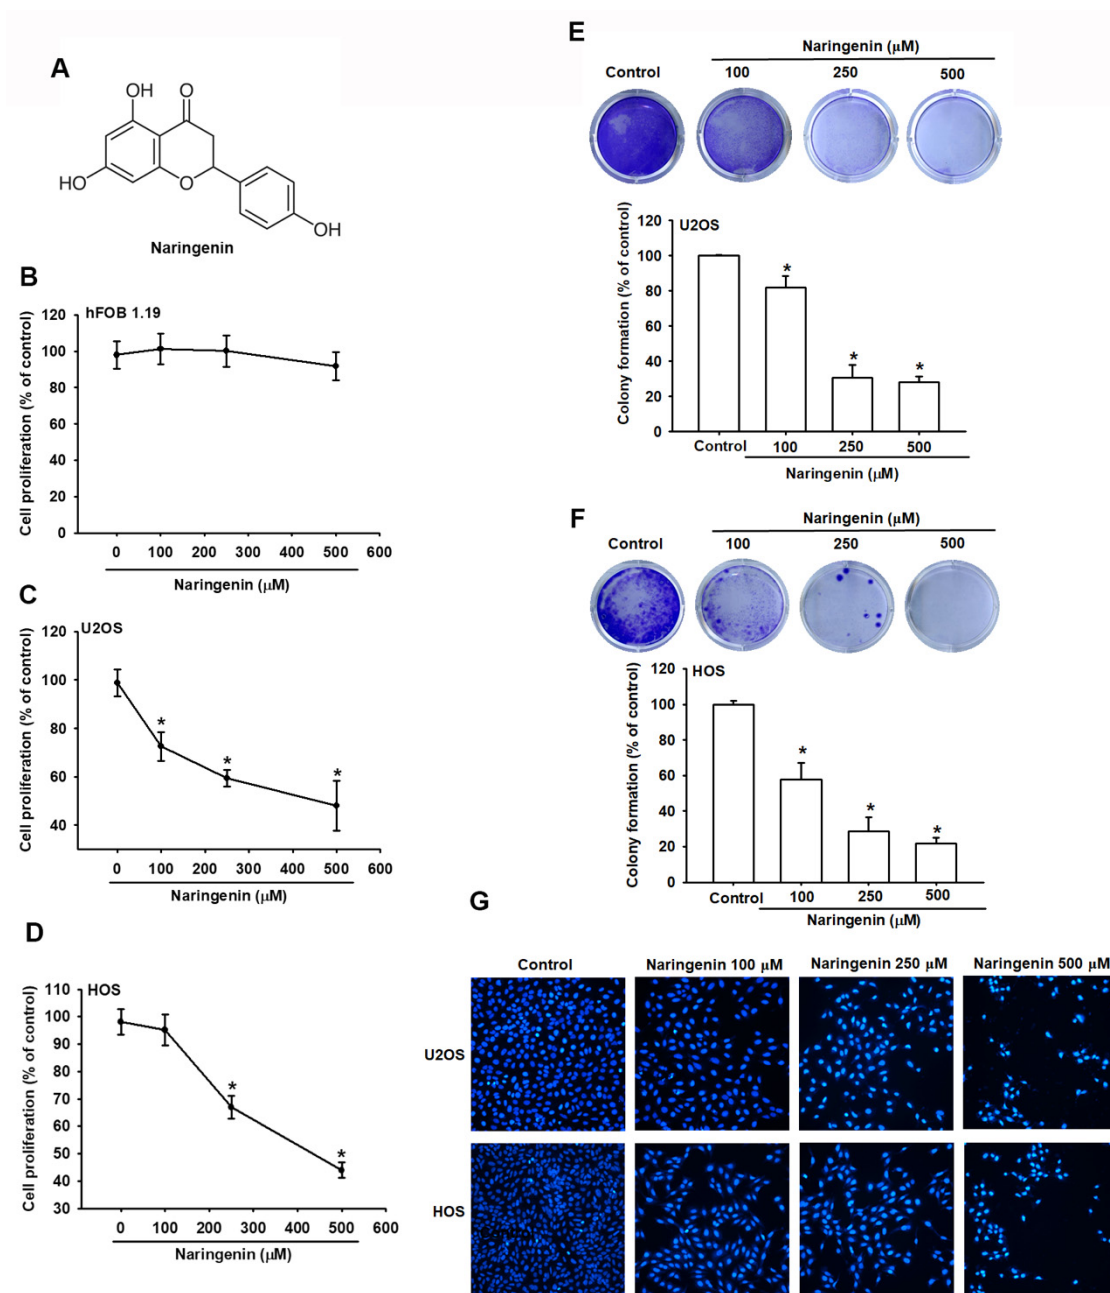 A
OH
O
HO
O
OH
Naringenin
B
hFOB 1.19
Cell proliferation (% of control)
120
100
80
60
40
20
0
0 100 200 300 400 500 600
Naringenin (μM)
C
U2OS
Cell proliferation (% of control)
120
100
80
60
40
* * *
0 100 200 300 400 500 600
Naringenin (μM)
D
HOS
Cell proliferation (% of control)
110
100
90
80
70
60
50
40
30
* *
0 100 200 300 400 500 600
Naringenin (μM)
E
Naringenin (μM)
Control 100 250 500
U2OS
Colony formation (% of control)
120
100
80
60
40
20
0
* * *
Control 100 250 500
Naringenin (μM)
F
Naringenin (μM)
Control 100 250 500
HOS
Colony formation (% of control)
120
100
80
60
40
20
0
* * *
Control 100 250 500
Naringenin (μM)
G
Control Naringenin 100 μM Naringenin 250 μM Naringenin 500 μM
U2OS
HOS